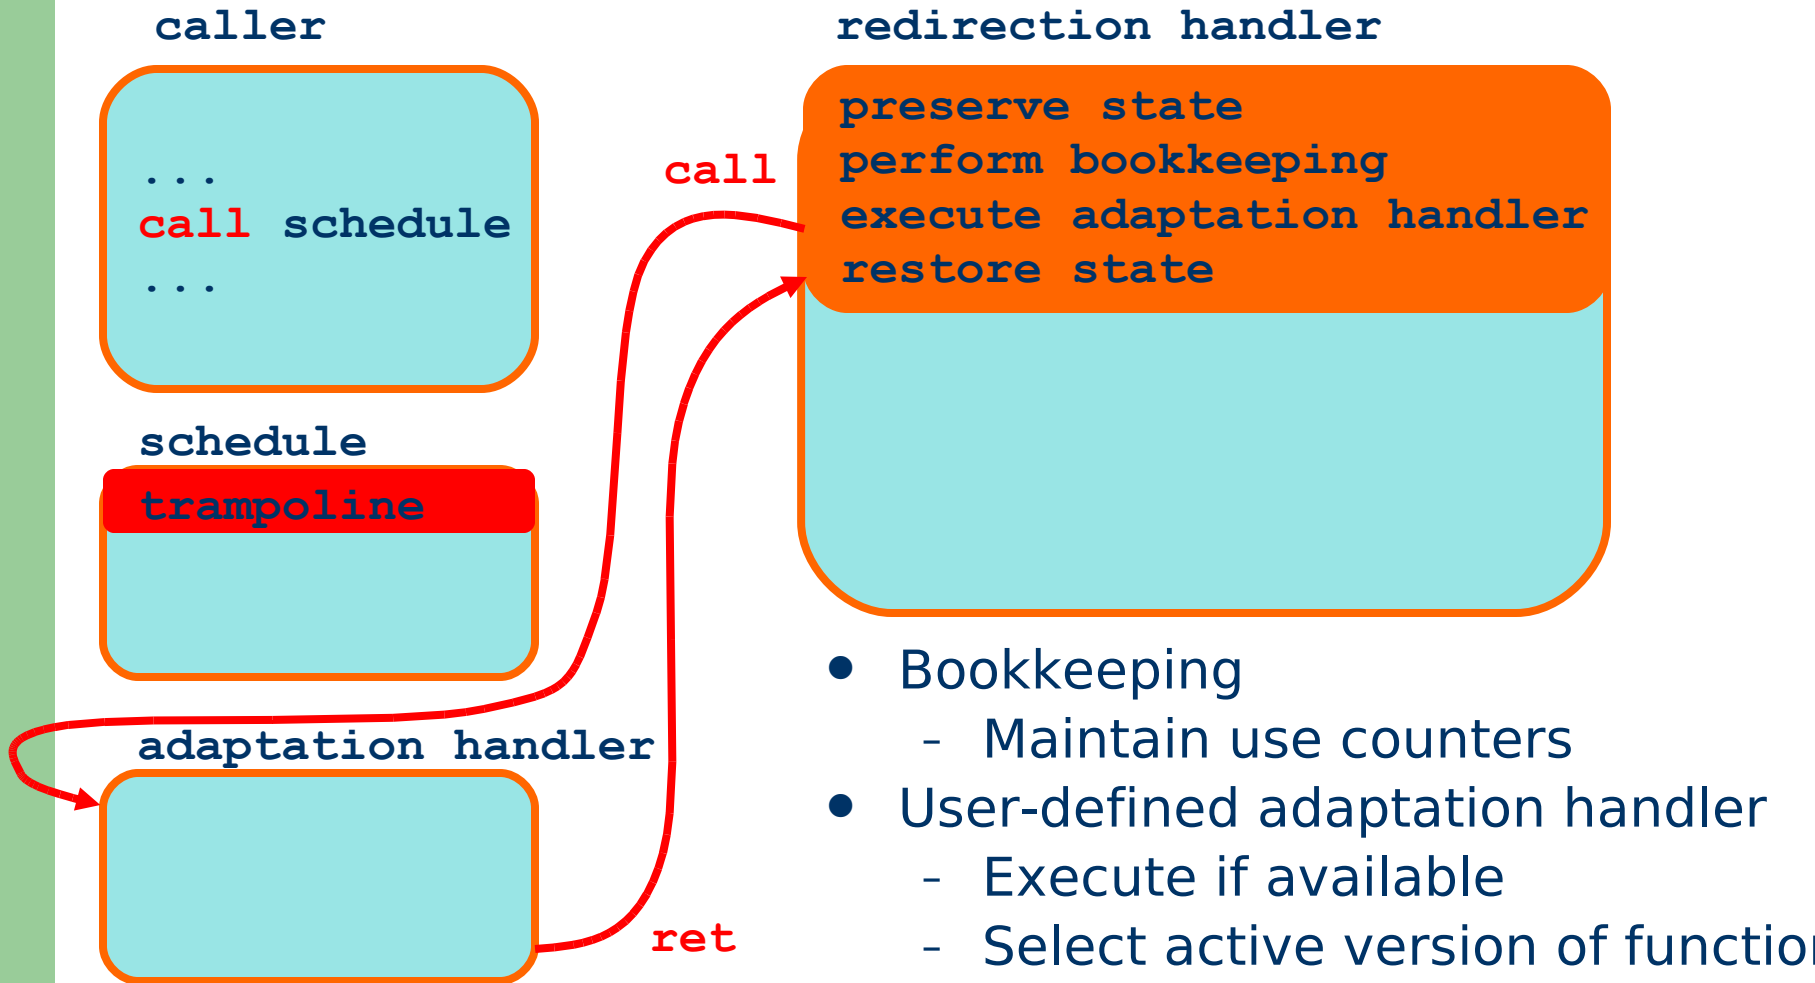 caller
...
call schedule
...
schedule
trampoline
adaptation handler
redirection handler
preserve state
perform bookkeeping
execute adaptation handler
restore state
call
ret
• Bookkeeping
– Maintain use counters
• User-defined adaptation handler
– Execute if available
– Select active version of function